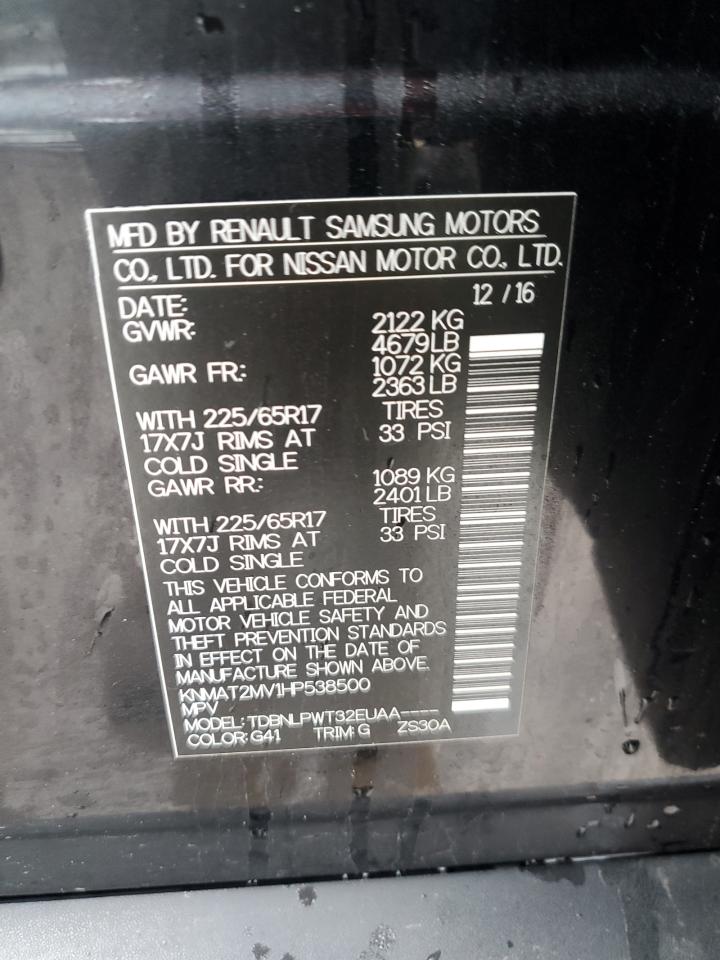 MFD BY RENAULT SAMSUNG MOTORS
CO., LTD. FOR NISSAN MOTOR CO., LTD.
DATE: 12 / 16
GVWR: 2122 KG
4679 LB
GAWR FR: 1072 KG
2363 LB
WITH 225/65R17 TIRES
17X7J RIMS AT 33 PSI
COLD SINGLE
GAWR RR: 1089 KG
2401 LB
WITH 225/65R17 TIRES
17X7J RIMS AT 33 PSI
COLD SINGLE
THIS VEHICLE CONFORMS TO
ALL APPLICABLE FEDERAL
MOTOR VEHICLE SAFETY AND
THEFT PREVENTION STANDARDS
IN EFFECT ON THE DATE OF
MANUFACTURE SHOWN ABOVE.
KNMAT2MV1HP538500
MPV
MODEL: TDBNLPWT32EUAA----
COLOR: G41 TRIM: G ZS30A